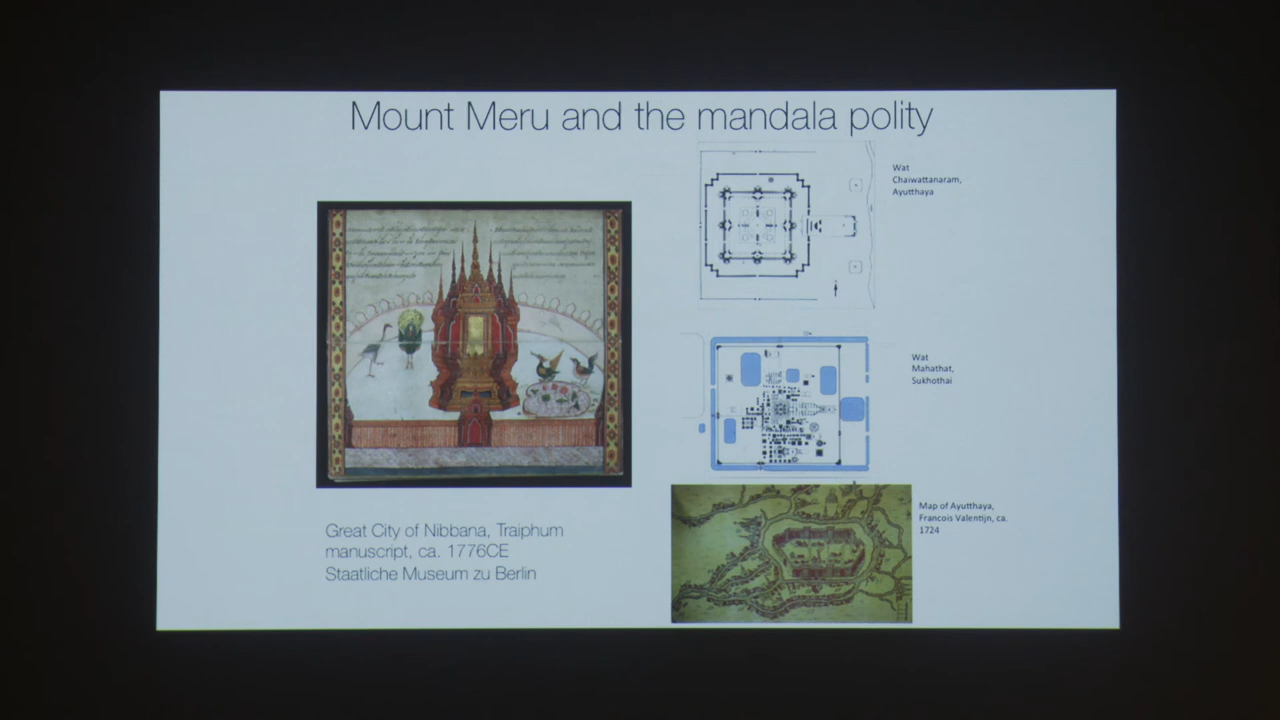 Mount Meru and the mandala polity
Wat
Chaiwattanaram,
Ayutthaya
Wat
Mahathat,
Sukhothai
Great City of Nibbana, Traiphum
manuscript, ca. 1776CE
Staatliche Museum zu Berlin
Map of Ayutthaya,
Francois Valentijn, ca.
1724